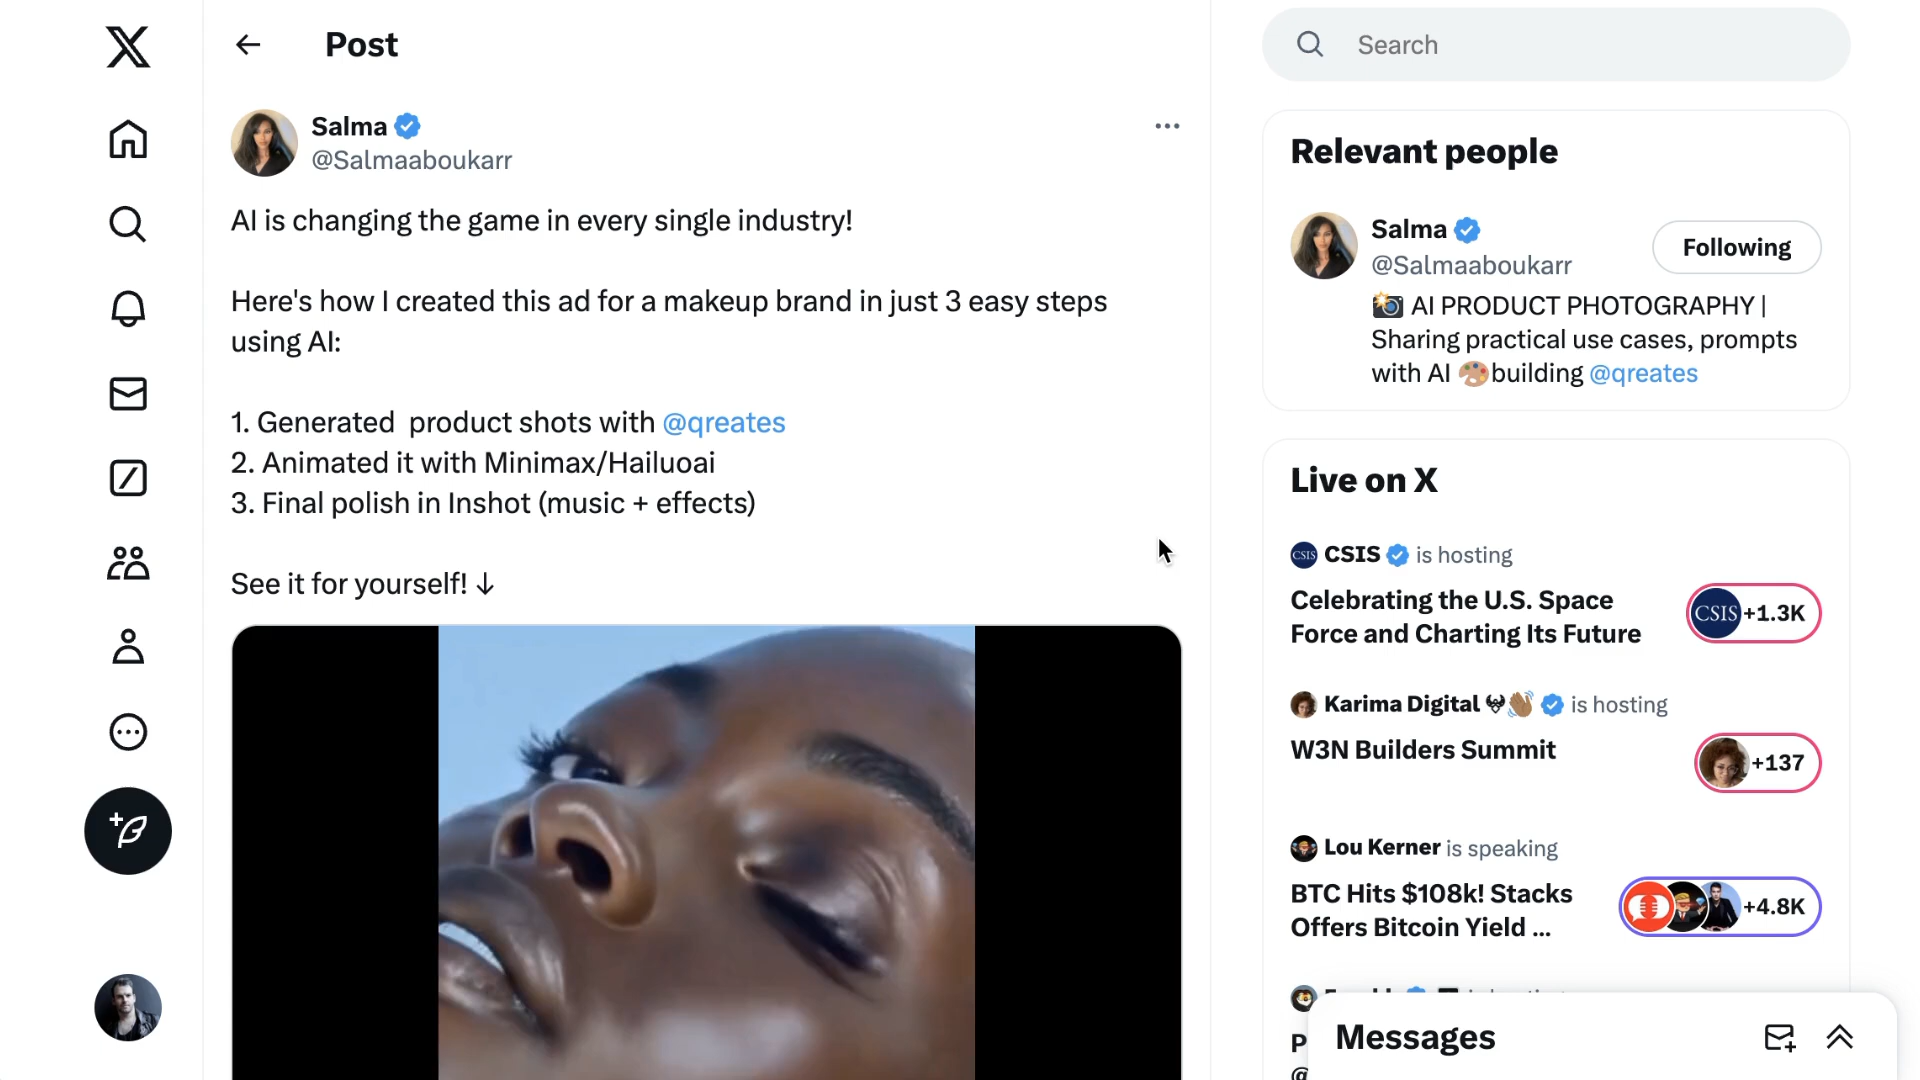 Post
Salma
@Salmaaboukarr
AI is changing the game in every single industry!
Here's how I created this ad for a makeup brand in just 3 easy steps
using AI:
1. Generated  product shots with @qreates
2. Animated it with Minimax/Hailuoai
3. Final polish in Inshot (music + effects)
See it for yourself! ↓
Search
Relevant people
Salma
@Salmaaboukarr
Following
AI PRODUCT PHOTOGRAPHY |
Sharing practical use cases, prompts
with AI 🎨building @qreates
Live on X
CSIS CSIS is hosting
Celebrating the U.S. Space
Force and Charting Its Future
CSIS +1.3K
Karima Digital is hosting
W3N Builders Summit
+137
Lou Kerner is speaking
BTC Hits $108k! Stacks
Offers Bitcoin Yield ...
+4.8K
P
@
Messages